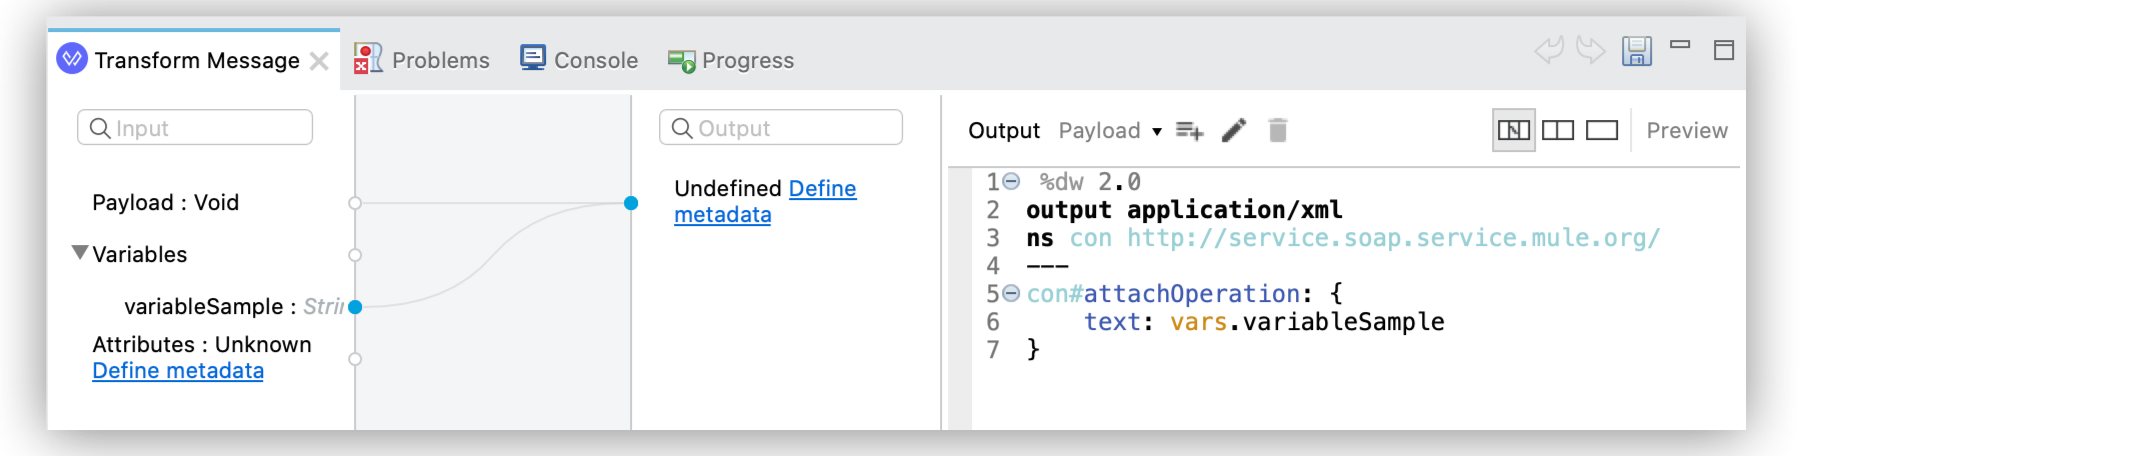 Transform Message
Problems
Console
Progress
Input
Payload : Void
Variables
variableSample :
Attributes : Unknown
Define metadata
Output
Undefined Define
metadata
Output Payload
Preview
1 %dw 2.0
2 output application/xml
3 ns con http://service.soap.service.mule.org/
4 ---
5 con#attachOperation: {
6 text: vars.variableSample
7 }